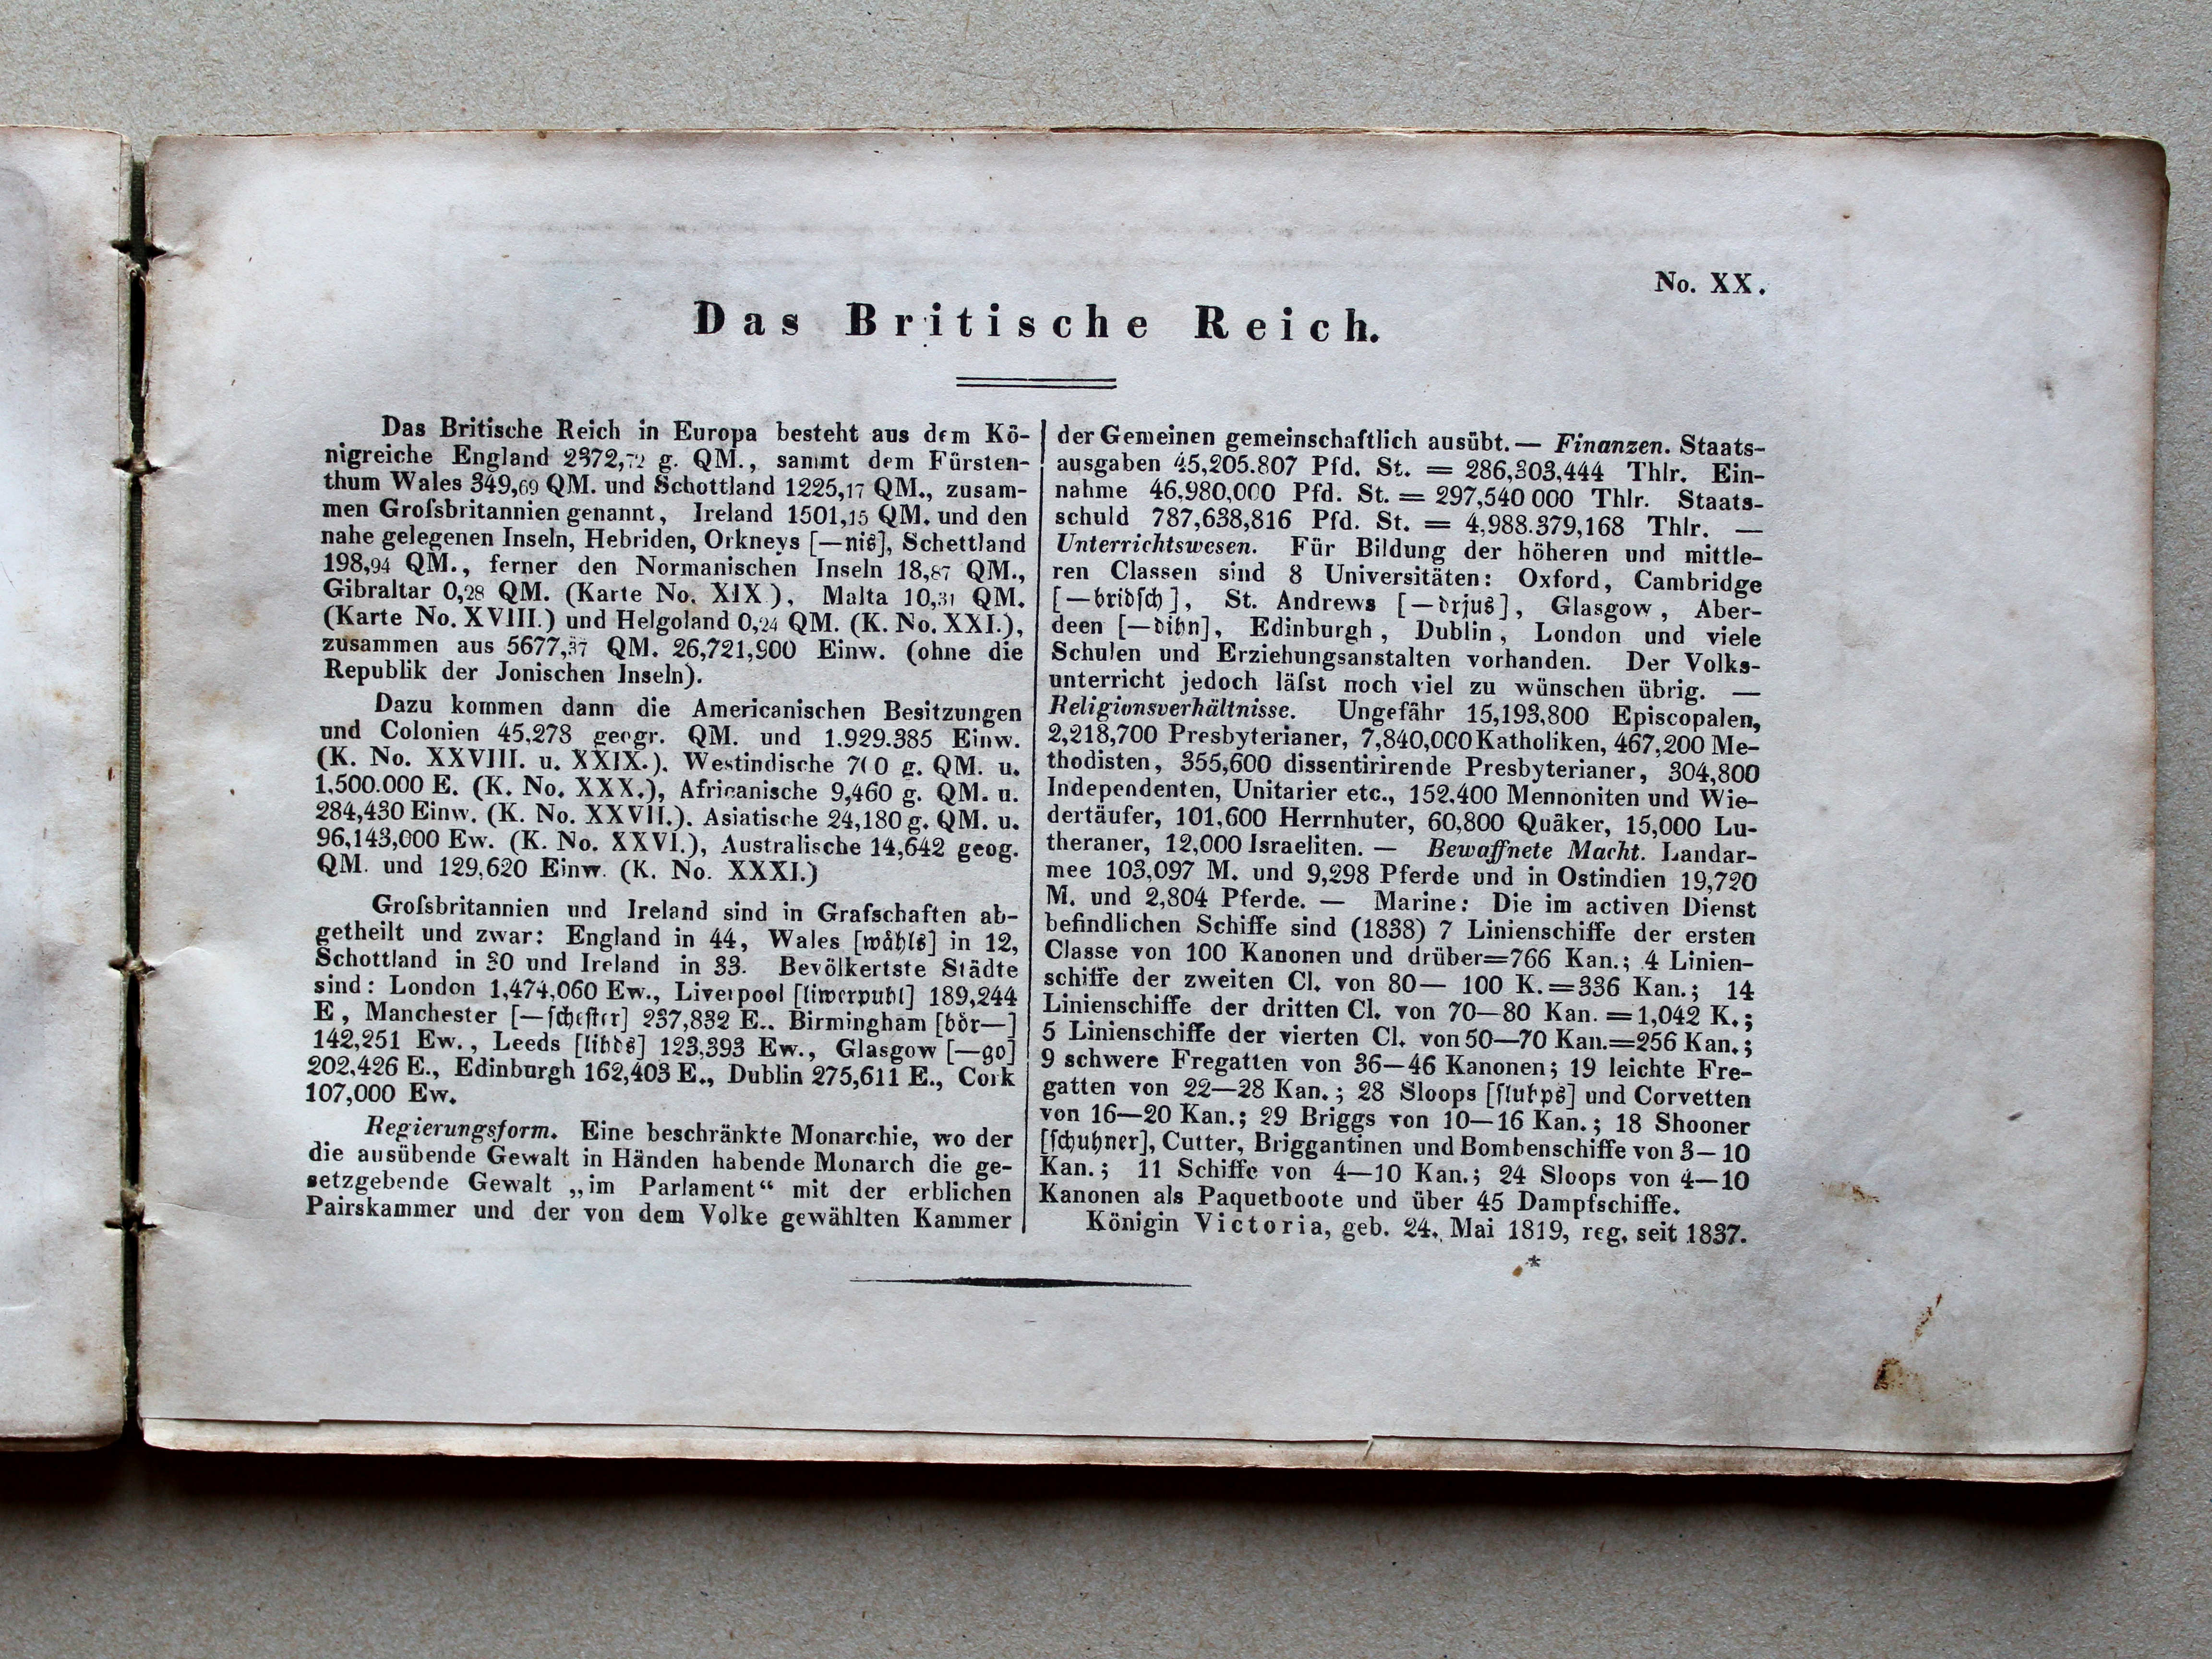 No. XX.
Das Britische Reich.
Das Britische Reich in Europa besteht aus dem Kö-
nigreiche England 2372,72 g. QM., sammt dem Fürsten-
thum Wales 349,69 QM. und Schottland 1225,17 QM., zusam-
men Groſsbritannien genannt, Ireland 1501,15 QM. und den
nahe gelegenen Inseln, Hebriden, Orkneys [—nis], Schettland
198,94 QM., ferner den Normanischen Inseln 18,87 QM.,
Gibraltar 0,28 QM. (Karte No. XIX), Malta 10,31 QM.
(Karte No. XVIII.) und Helgoland 0,24 QM. (K. No. XXI.),
zusammen aus 5677,37 QM. 26,721,900 Einw. (ohne die
Republik der Jonischen Inseln).
Dazu kommen dann die Americanischen Besitzungen
und Colonien 45,278 geogr. QM. und 1.929.385 Einw.
(K. No. XXVIII. u. XXIX.). Westindische 700 g. QM. u.
1.500.000 E. (K. No. XXX.), Africanische 9,460 g. QM. u.
284,430 Einw. (K. No. XXVII.). Asiatische 24,180 g. QM. u.
96,143,000 Ew. (K. No. XXVI.), Australische 14,642 geog.
QM. und 129,620 Einw. (K. No. XXXI.)
Groſsbritannien und Ireland sind in Grafschaften ab-
getheilt und zwar: England in 44, Wales [wåhls] in 12,
Schottland in 30 und Ireland in 33. Bevölkertste Städte
sind: London 1,474,060 Ew., Liverpool [liwerpuhl] 189,244
E, Manchester [—ſcheſter] 237,832 E.. Birmingham [bör—]
142,251 Ew., Leeds [lihds] 123,393 Ew., Glasgow [—go]
202,426 E., Edinburgh 162,403 E., Dublin 275,611 E., Cork
107,000 Ew.
Regierungsform. Eine beschränkte Monarchie, wo der
die ausübende Gewalt in Händen habende Monarch die ge-
setzgebende Gewalt „im Parlament“ mit der erblichen
Pairskammer und der von dem Volke gewählten Kammer
der Gemeinen gemeinschaftlich ausübt. — Finanzen. Staats-
ausgaben 45,205.807 Pfd. St. = 286,303,444 Thlr. Ein-
nahme 46,980,000 Pfd. St. = 297,540 000 Thlr. Staats-
schuld 787,638,816 Pfd. St. = 4,988.379,168 Thlr. —
Unterrichtswesen. Für Bildung der höheren und mittle-
ren Classen sind 8 Universitäten: Oxford, Cambridge
[—bridſch], St. Andrews [—drjus], Glasgow, Aber-
deen [—dihn], Edinburgh, Dublin, London und viele
Schulen und Erziehungsanstalten vorhanden. Der Volks-
unterricht jedoch läſst noch viel zu wünschen übrig. —
Religionsverhältnisse. Ungefähr 15,193,800 Episcopalen,
2,218,700 Presbyterianer, 7,840,000 Katholiken, 467,200 Me-
thodisten, 355,600 dissentirirende Presbyterianer, 304,800
Independenten, Unitarier etc., 152,400 Mennoniten und Wie-
dertäufer, 101,600 Herrnhuter, 60,800 Quäker, 15,000 Lu-
theraner, 12,000 Israeliten. — Bewaffnete Macht. Landar-
mee 103,097 M. und 9,298 Pferde und in Ostindien 19,720
M. und 2,804 Pferde. — Marine: Die im activen Dienst
befindlichen Schiffe sind (1838) 7 Linienschiffe der ersten
Classe von 100 Kanonen und drüber=766 Kan.; 4 Linien-
schiffe der zweiten Cl. von 80— 100 K.=336 Kan.; 14
Linienschiffe der dritten Cl. von 70—80 Kan. = 1,042 K.;
5 Linienschiffe der vierten Cl. von 50—70 Kan.=256 Kan.;
9 schwere Fregatten von 36—46 Kanonen; 19 leichte Fre-
gatten von 22—28 Kan.; 28 Sloops [ſluhps] und Corvetten
von 16—20 Kan.; 29 Briggs von 10—16 Kan.; 18 Shooner
[ſchuhner], Cutter, Briggantinen und Bombenschiffe von 3—10
Kan.; 11 Schiffe von 4—10 Kan.; 24 Sloops von 4—10
Kanonen als Paquetboote und über 45 Dampfschiffe.
Königin Victoria, geb. 24. Mai 1819, reg. seit 1837.
*